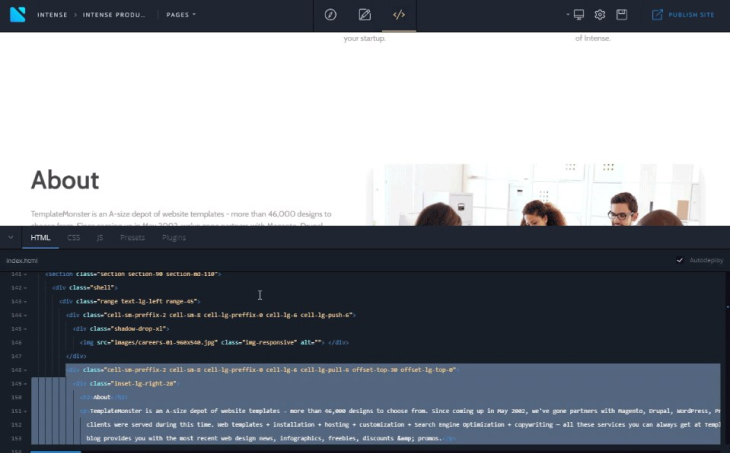 INTENSE > INTENSE PRODU... PAGES
PUBLISH SITE
your startup.
of Intense.
About
TemplateMonster is an A-size depot of website templates - more than 46,000 designs to
HTML CSS JS Presets Plugins
index.html
Autodeploy
141 <section class="section section-90 section-md-110">
142 <div class="shell">
143 <div class="range text-lg-left range-45">
144 <div class="cell-sm-preffix-2 cell-sm-8 cell-lg-preffix-0 cell-lg-6 cell-lg-push-6">
145 <div class="shadow-drop-xl">
146 <img src="images/careers-01-960x540.jpg" class="img-responsive" alt=""> </div>
147 </div>
148 <div class="cell-sm-preffix-2 cell-sm-8 cell-lg-preffix-0 cell-lg-6 cell-lg-pull-6 offset-top-30 offset-lg-top-0">
149 <div class="inset-lg-right-20">
150 About
151 TemplateMonster is an A-size depot of website templates - more than 46,000 designs to choose from. Since coming up in May 2002, we've gone partners with Magento, Drupal, WordPress,
152 clients were served during this time. Web templates + installation + hosting + customization + Search Engine Optimization + copywriting — all these services you can always get at
153 blog provides you with the most recent web design news, infographics, freebies, discounts &amp; promos.